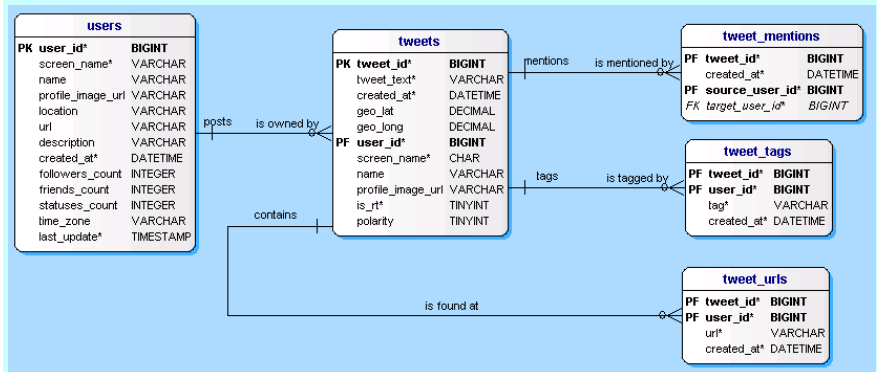 users
PK user_id* BIGINT
screen_name* VARCHAR
name VARCHAR
profile_image_url VARCHAR
location VARCHAR
url VARCHAR
description VARCHAR
created_at* DATETIME
followers_count INTEGER
friends_count INTEGER
statuses_count INTEGER
time_zone VARCHAR
last_update* TIMESTAMP
posts
is owned by
tweets
PK tweet_id* BIGINT
tweet_text* VARCHAR
created_at* DATETIME
geo_lat DECIMAL
geo_long DECIMAL
PF user_id* BIGINT
screen_name* CHAR
name VARCHAR
profile_image_url VARCHAR
is_rt* TINYINT
polarity TINYINT
mentions
is mentioned by
tweet_mentions
PF tweet_id* BIGINT
created_at* DATETIME
PF source_user_id* BIGINT
FK target_user_id* BIGINT
tags
is tagged by
tweet_tags
PF tweet_id* BIGINT
PF user_id* BIGINT
tag* VARCHAR
created_at* DATETIME
contains
is found at
tweet_urls
PF tweet_id* BIGINT
PF user_id* BIGINT
url* VARCHAR
created_at* DATETIME